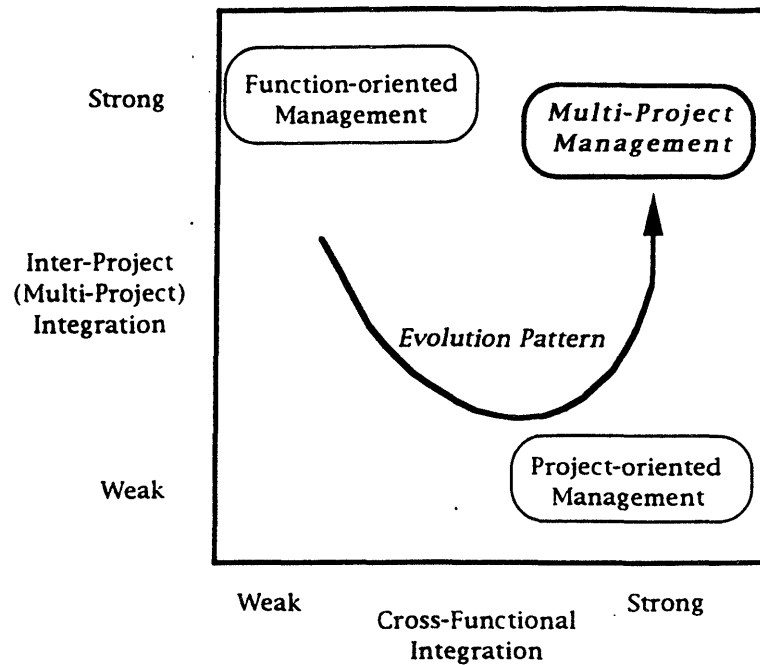 Strong
Function-oriented
Management
Multi-Project
Management
Inter-Project
(Multi-Project)
Integration
Evolution Pattern
Weak
Project-oriented
Management
Weak
Cross-Functional
Integration
Strong